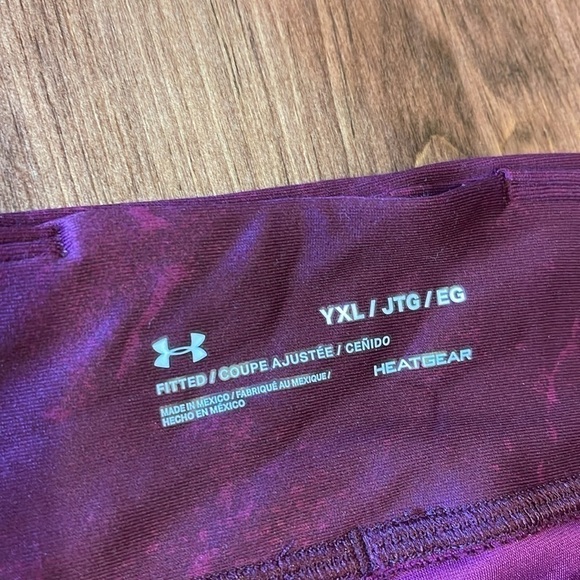 YXL / JTG / EG
FITTED / COUPE AJUSTÉE / CEÑIDO
HEATGEAR
MADE IN MEXICO / FABRIQUÉ AU MEXIQUE /
HECHO EN MÉXICO